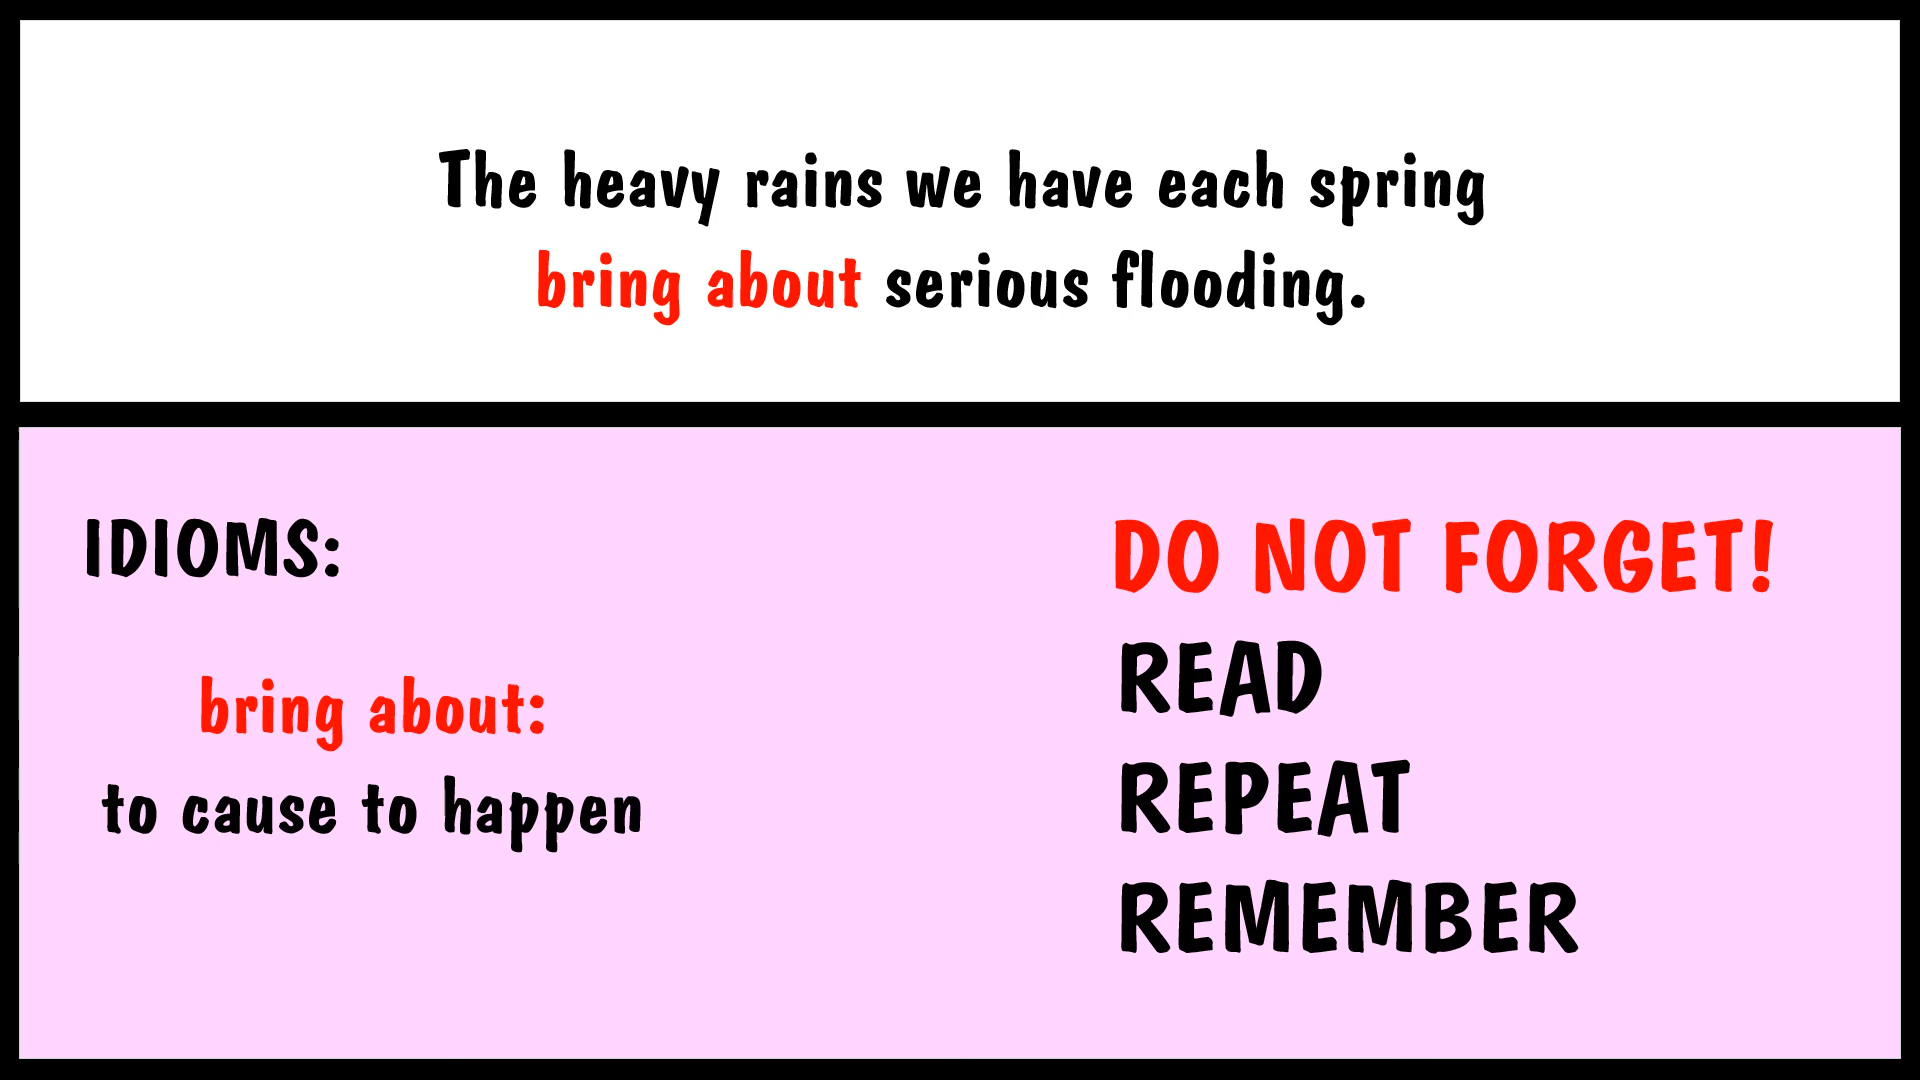 The heavy rains we have each spring
bring about serious flooding.
IDIOMS:
bring about:
to cause to happen
DO NOT FORGET!
READ
REPEAT
REMEMBER